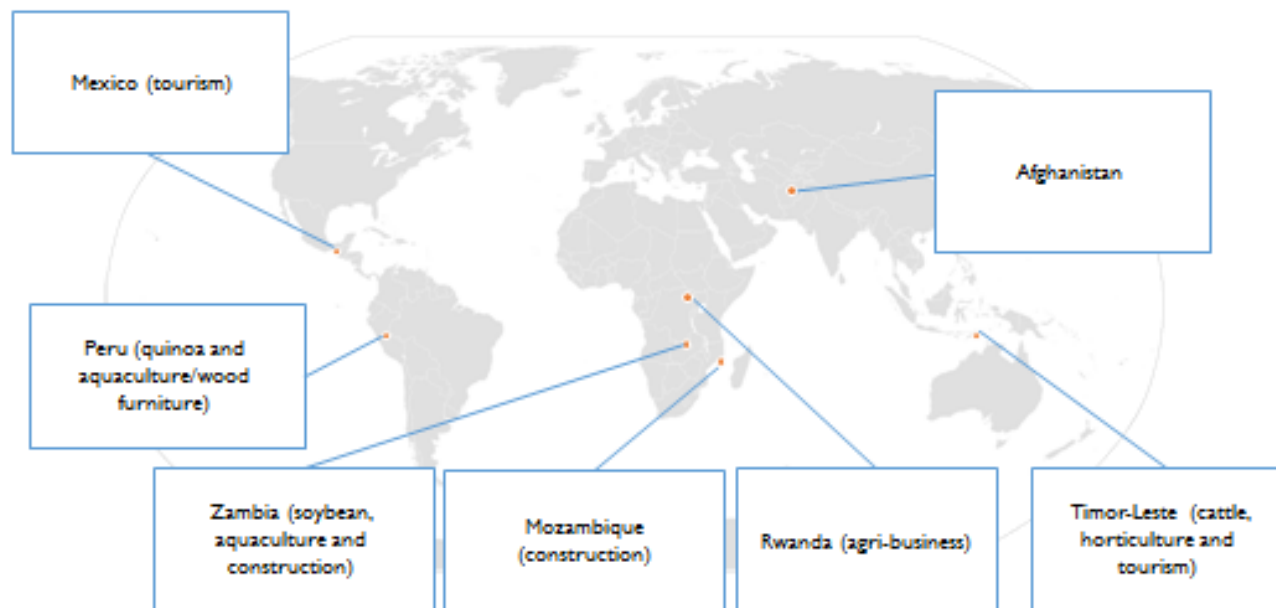 Mexico (tourism)
Afghanistan
Peru (quinoa and
aquaculture/wood
furniture)
Zambia (soybean,
aquaculture and
construction)
Mozambique
(construction)
Rwanda (agri-business)
Timor-Leste (cattle,
horticulture and
tourism)